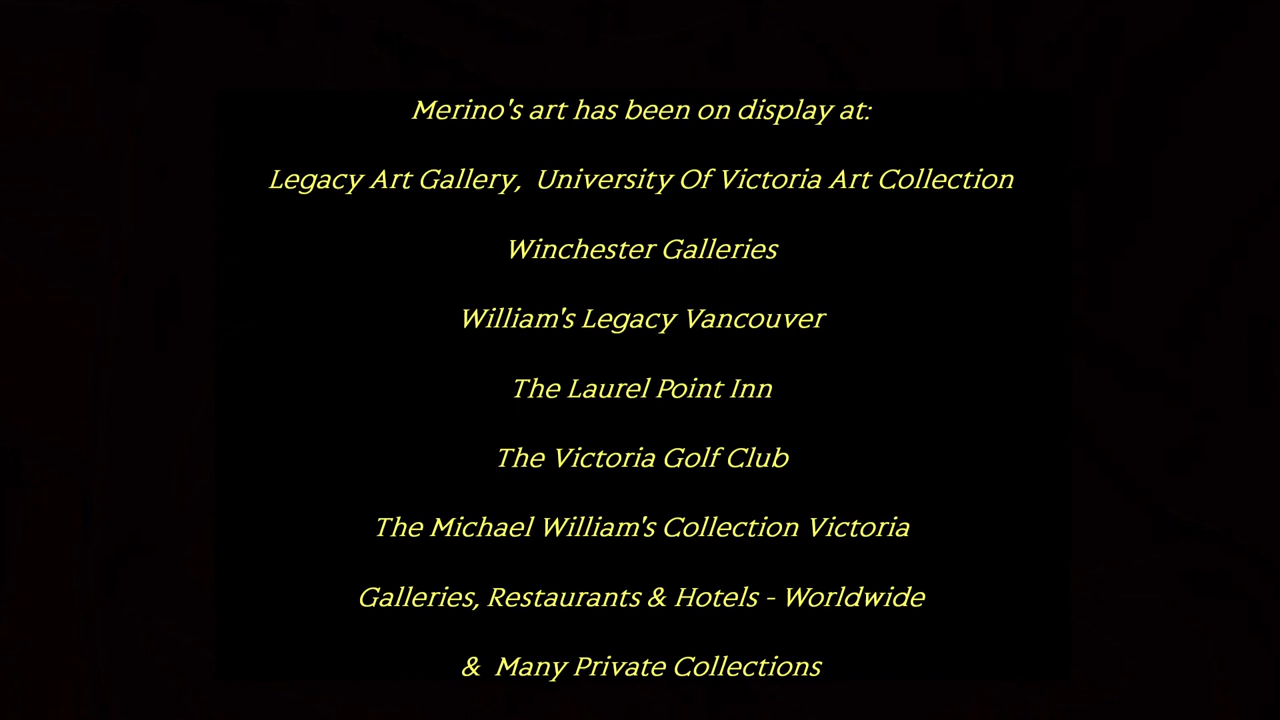 Merino's art has been on display at:
Legacy Art Gallery,  University Of Victoria Art Collection
Winchester Galleries
William's Legacy Vancouver
The Laurel Point Inn
The Victoria Golf Club
The Michael William's Collection Victoria
Galleries, Restaurants & Hotels - Worldwide
&  Many Private Collections